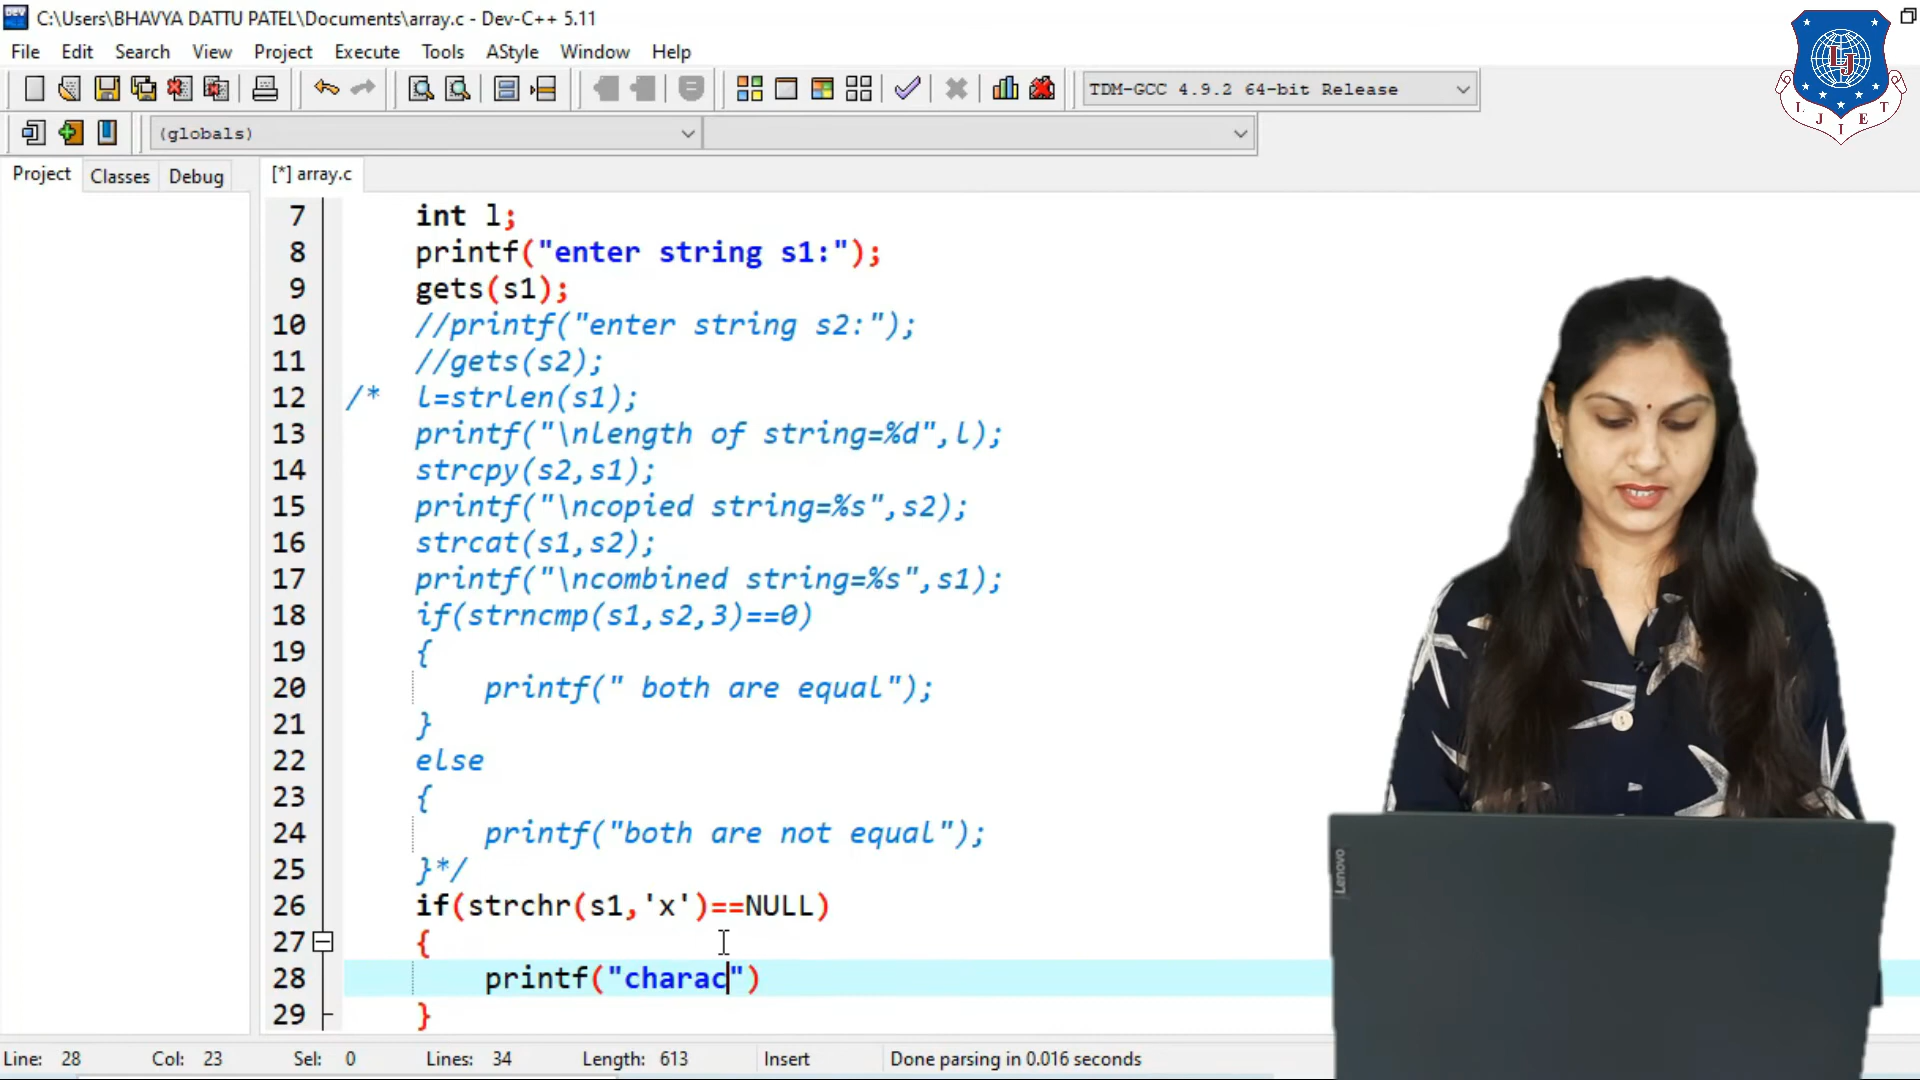 C:\Users\BHAVYA DATTU PATEL\Documents\array.c - Dev-C++ 5.11
File Edit Search View Project Execute Tools AStyle Window Help
TDM-GCC 4.9.2 64-bit Release
(globals)
Project Classes Debug [*] array.c
7 int l;
8 printf("enter string s1:");
9 gets(s1);
10 //printf("enter string s2:");
11 //gets(s2);
12 /* l=strlen(s1);
13 printf("\nlength of string=%d",l);
14 strcpy(s2,s1);
15 printf("\ncopied string=%s",s2);
16 strcat(s1,s2);
17 printf("\ncombined string=%s",s1);
18 if(strncmp(s1,s2,3)==0)
19 {
20 printf(" both are equal");
21 }
22 else
23 {
24 printf("both are not equal");
25 }*/
26 if(strchr(s1,'x')==NULL)
27 {
28 printf("charac")
29 }
Line: 28 Col: 23 Sel: 0 Lines: 34 Length: 613 Insert Done parsing in 0.016 seconds
DEV
LJ
L J I E T
Lenovo